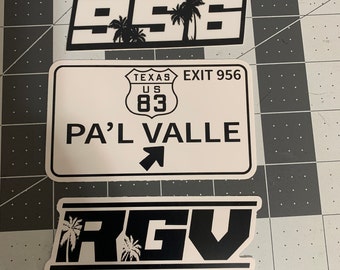 956
TEXAS
US
83
EXIT 956
PA'L VALLE
RGV